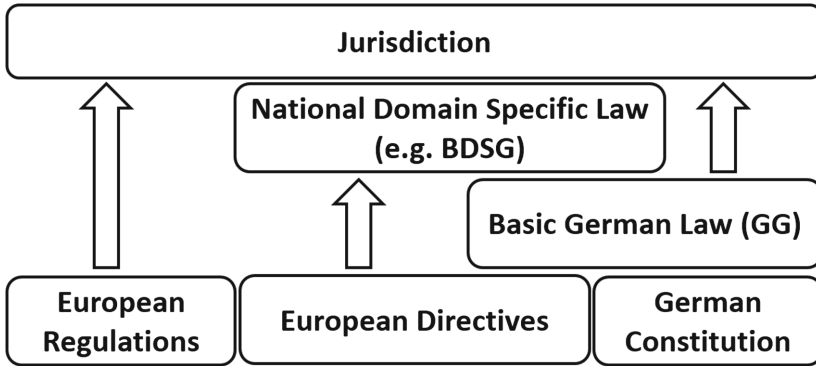 Jurisdiction
National Domain Specific Law
(e.g. BDSG)
Basic German Law (GG)
European
Regulations
European Directives
German
Constitution